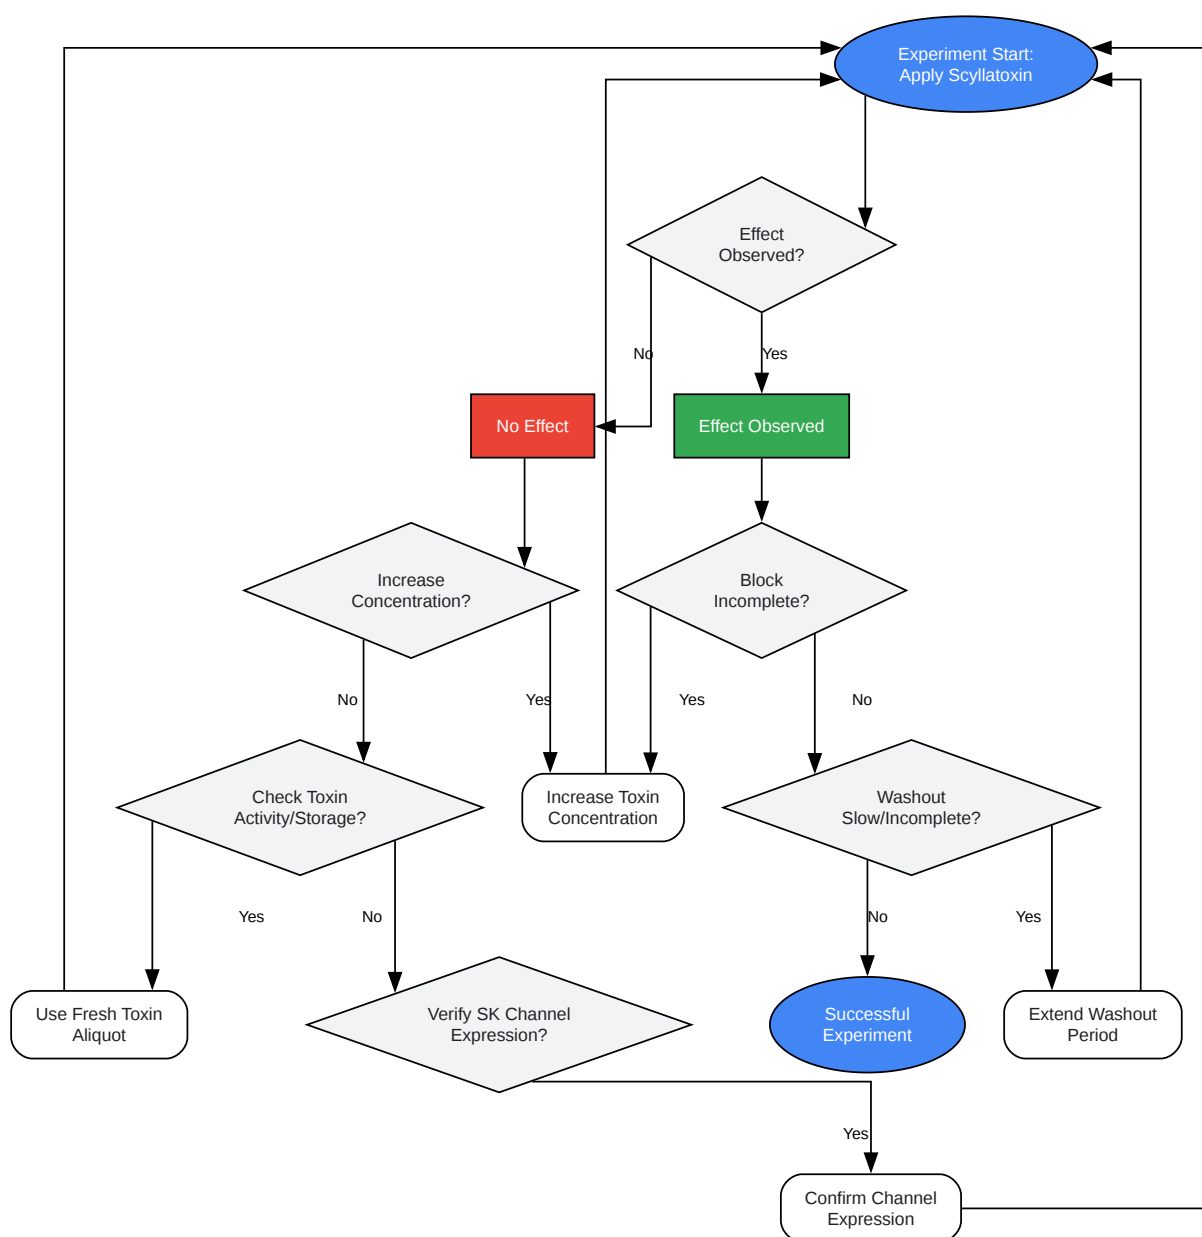 Experiment Start:
Apply Scyllatoxin
Effect
Observed?
No
Yes
No Effect
Effect Observed
Increase
Concentration?
Block
Incomplete?
No
Yes
Yes
No
Check Toxin
Activity/Storage?
Increase Toxin
Concentration
Washout
Slow/Incomplete?
Yes
No
No
Yes
Use Fresh Toxin
Aliquot
Verify SK Channel
Expression?
Successful
Experiment
Extend Washout
Period
Yes
Confirm Channel
Expression